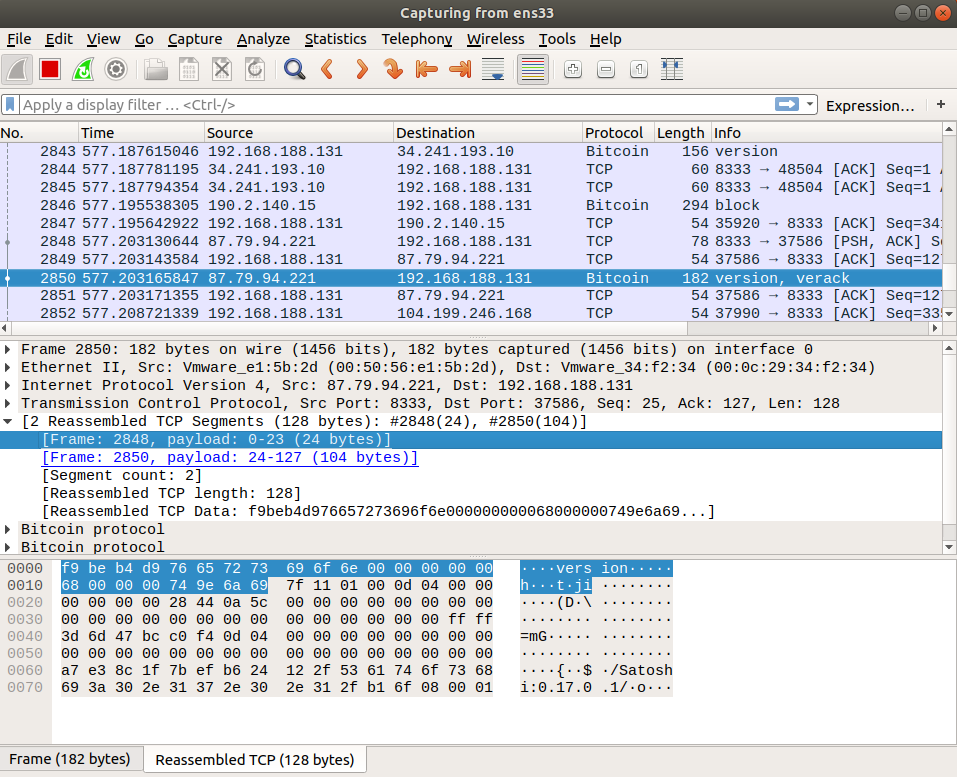 Capturing from ens33
File Edit View Go Capture Analyze Statistics Telephony Wireless Tools Help
Apply a display filter … <Ctrl-/> Expression… +
No. Time Source Destination Protocol Length Info
2843 577.187615046 192.168.188.131 34.241.193.10 Bitcoin 156 version
2844 577.187781195 34.241.193.10 192.168.188.131 TCP 60 8333 → 48504 [ACK] Seq=1
2845 577.187794354 34.241.193.10 192.168.188.131 TCP 60 8333 → 48504 [ACK] Seq=1
2846 577.195538305 190.2.140.15 192.168.188.131 Bitcoin 294 block
2847 577.195642922 192.168.188.131 190.2.140.15 TCP 54 35920 → 8333 [ACK] Seq=34
2848 577.203130644 87.79.94.221 192.168.188.131 TCP 78 8333 → 37586 [PSH, ACK] S
2849 577.203143584 192.168.188.131 87.79.94.221 TCP 54 37586 → 8333 [ACK] Seq=12
2850 577.203165847 87.79.94.221 192.168.188.131 Bitcoin 182 version, verack
2851 577.203171355 192.168.188.131 87.79.94.221 TCP 54 37586 → 8333 [ACK] Seq=12
2852 577.208721339 192.168.188.131 104.199.246.168 TCP 54 37990 → 8333 [ACK] Seq=33
Frame 2850: 182 bytes on wire (1456 bits), 182 bytes captured (1456 bits) on interface 0
Ethernet II, Src: Vmware_e1:5b:2d (00:50:56:e1:5b:2d), Dst: Vmware_34:f2:34 (00:0c:29:34:f2:34)
Internet Protocol Version 4, Src: 87.79.94.221, Dst: 192.168.188.131
Transmission Control Protocol, Src Port: 8333, Dst Port: 37586, Seq: 25, Ack: 127, Len: 128
[2 Reassembled TCP Segments (128 bytes): #2848(24), #2850(104)]
[Frame: 2848, payload: 0-23 (24 bytes)]
[Frame: 2850, payload: 24-127 (104 bytes)]
[Segment count: 2]
[Reassembled TCP length: 128]
[Reassembled TCP Data: f9beb4d976657273696f6e000000000068000000749e6a69...]
Bitcoin protocol
Bitcoin protocol
0000 f9 be b4 d9 76 65 72 73 69 6f 6e 00 00 00 00 00 ····vers ion·····
0010 68 00 00 00 74 9e 6a 69 7f 11 01 00 0d 04 00 00 h···t·ji ········
0020 00 00 00 00 28 44 0a 5c 00 00 00 00 00 00 00 00 ····(D·\ ········
0030 00 00 00 00 00 00 00 00 00 00 00 00 00 00 ff ff ········ ········
0040 3d 6d 47 bc c0 f4 0d 04 00 00 00 00 00 00 00 00 =mG····· ········
0050 00 00 00 00 00 00 00 00 00 00 00 00 00 00 00 00 ········ ········
0060 a7 e3 8c 1f 7b ef b6 24 12 2f 53 61 74 6f 73 68 ····{··$ ·/Satosh
0070 69 3a 30 2e 31 37 2e 30 2e 31 2f b1 6f 08 00 01 i:0.17.0 .1/·o···
Frame (182 bytes) Reassembled TCP (128 bytes)